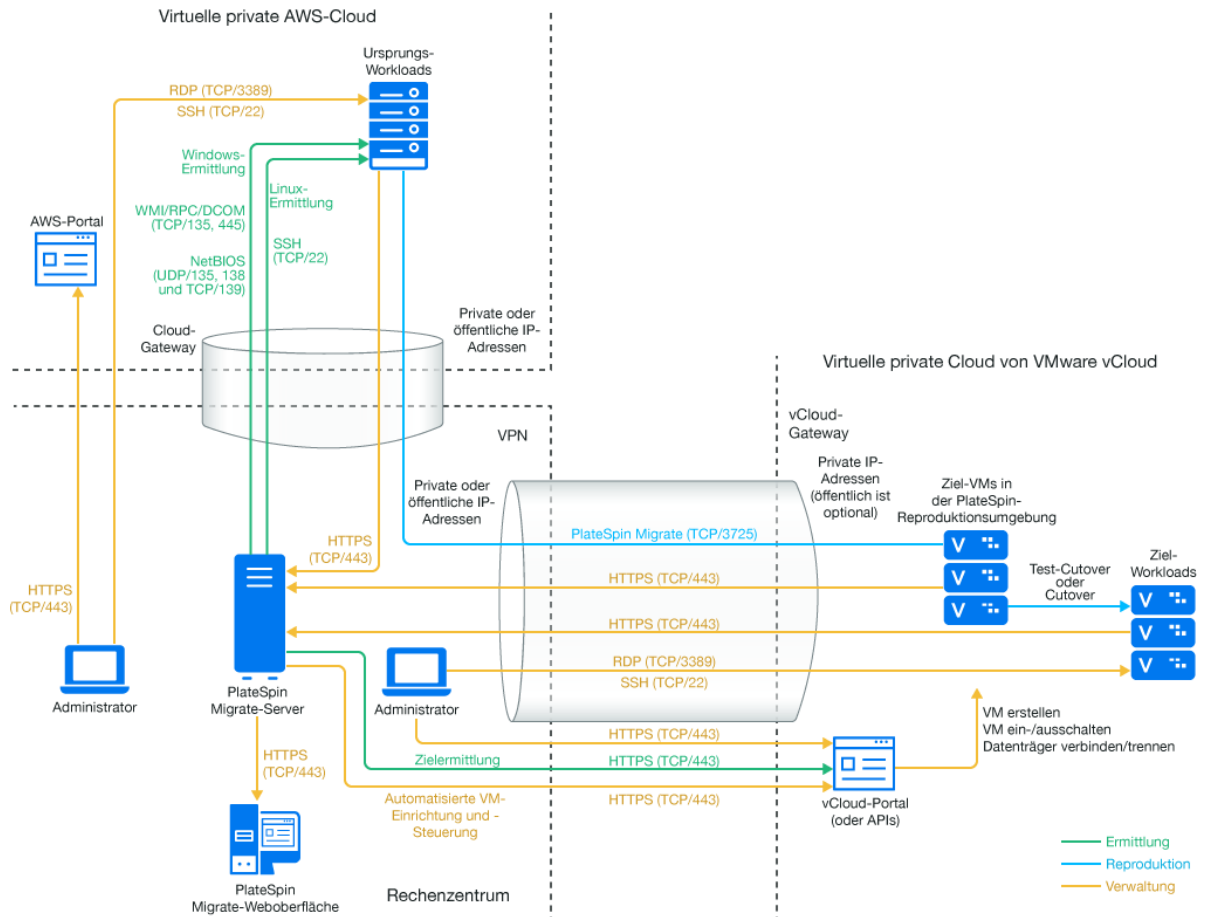 Virtuelle private AWS-Cloud
Ursprungs-
Workloads
RDP (TCP/3389)
SSH (TCP/22)
Windows-
Ermittlung
Linux-
Ermittlung
WMI/RPC/DCOM
(TCP/135, 445)
AWS-Portal
SSH
(TCP/22)
NetBIOS
(UDP/135, 138
und TCP/139)
Cloud-
Gateway
Private oder
öffentliche IP-
Adressen
Virtuelle private Cloud von VMware vCloud
VPN
vCloud-
Gateway
Private oder
öffentliche IP-
Adressen
Private IP-
Adressen
(öffentlich ist
optional)
Ziel-VMs in
der PlateSpin-
Reproduktionsumgebung
PlateSpin Migrate (TCP/3725)
HTTPS
(TCP/443)
HTTPS (TCP/443)
Test-Cutover
oder
Cutover
Ziel-
Workloads
HTTPS
(TCP/443)
HTTPS (TCP/443)
RDP (TCP/3389)
SSH (TCP/22)
Administrator
PlateSpin
Migrate-Server
Administrator
VM erstellen
VM ein-/ausschalten
Datenträger verbinden/trennen
HTTPS (TCP/443)
HTTPS
(TCP/443)
Zielermittlung
HTTPS (TCP/443)
Automatisierte VM-
Einrichtung und -
Steuerung
HTTPS (TCP/443)
vCloud-Portal
(oder APIs)
PlateSpin
Migrate-Weboberfläche
Rechenzentrum
Ermittlung
Reproduktion
Verwaltung